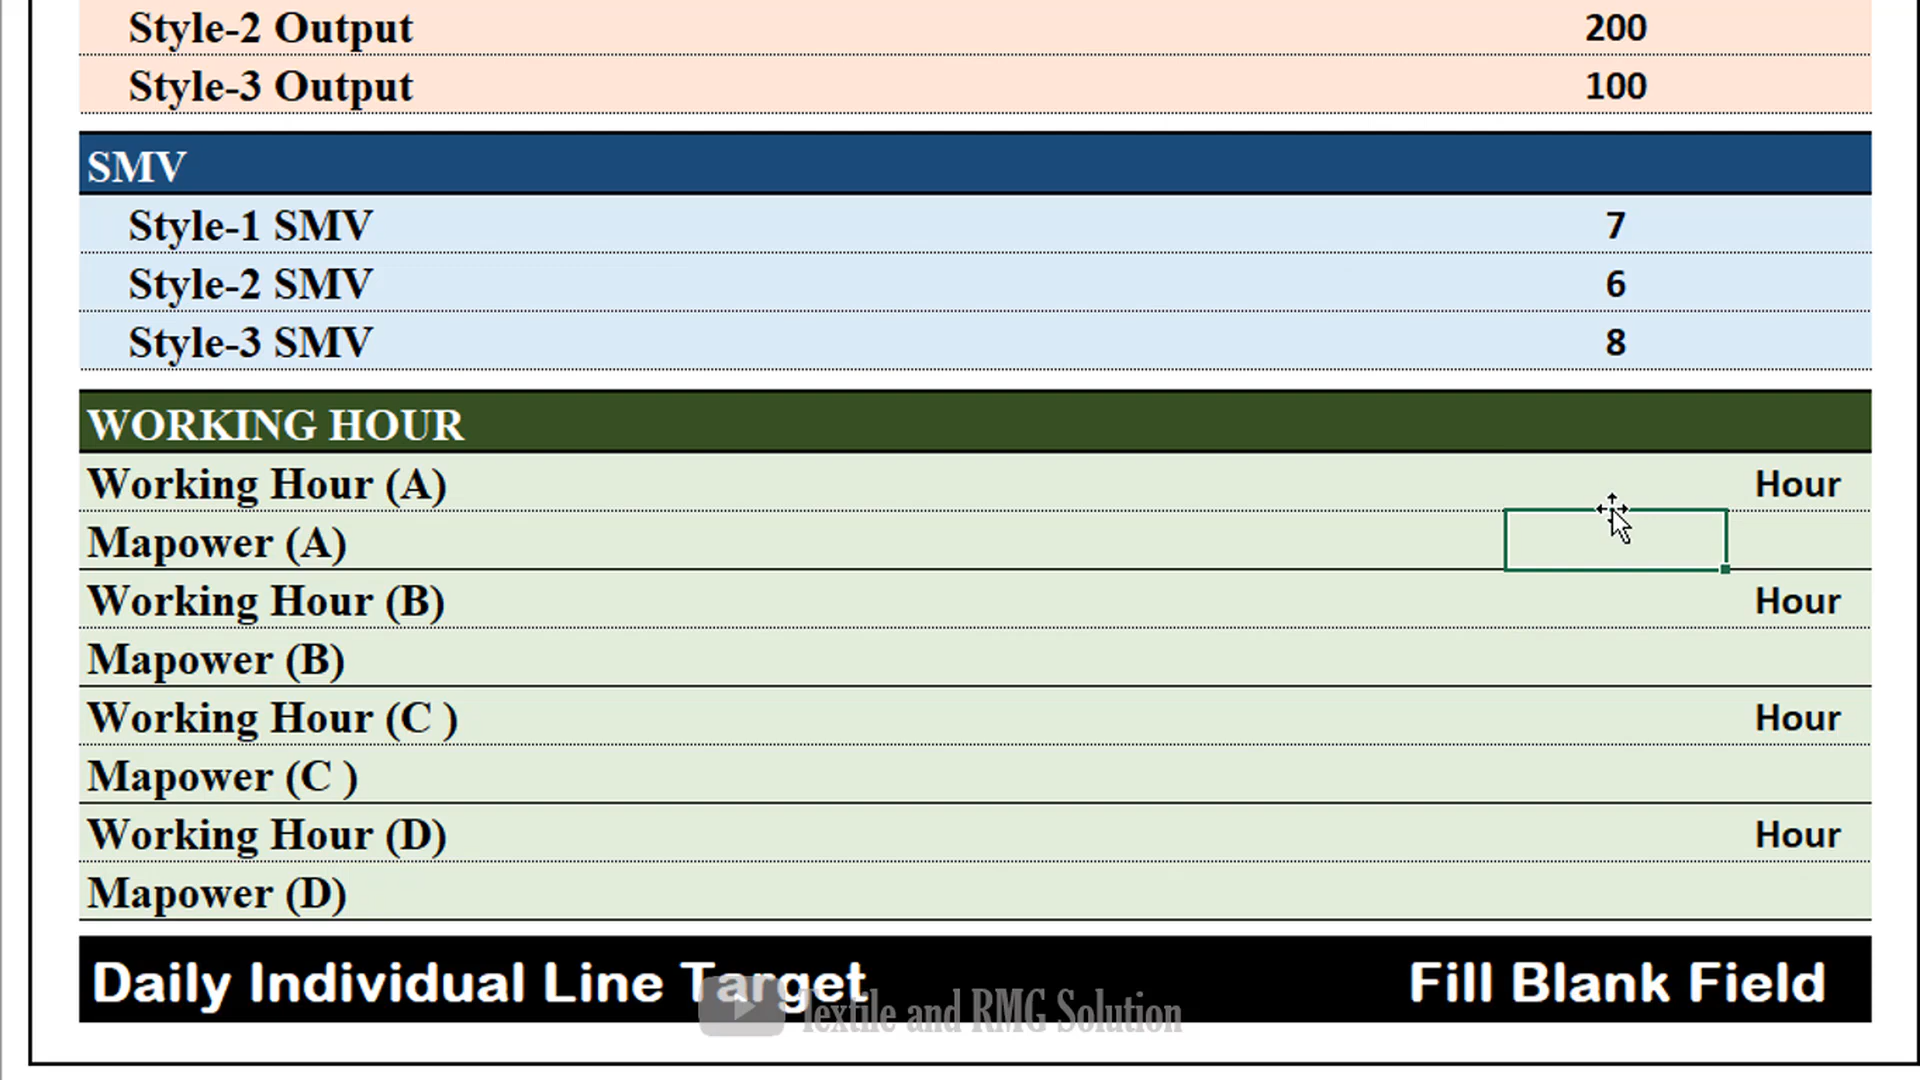 Style-2 Output 200
Style-3 Output 100
SMV
Style-1 SMV 7
Style-2 SMV 6
Style-3 SMV 8
WORKING HOUR
Working Hour (A) Hour
Mapower (A)
Working Hour (B) Hour
Mapower (B)
Working Hour (C ) Hour
Mapower (C )
Working Hour (D) Hour
Mapower (D)
Daily Individual Line Target Fill Blank Field
Textile and RMG Solution